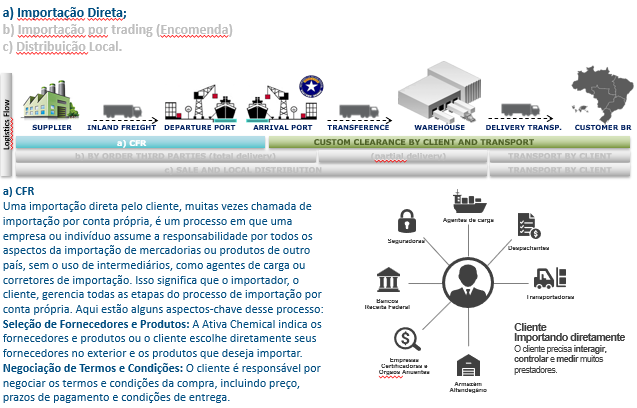 a) Importação Direta;
b) Importação por trading (Encomenda)
c) Distribuição Local.
Logistics Flow
SUPPLIER
INLAND FREIGHT
DEPARTURE PORT
ARRIVAL PORT
TRANSFERENCE
WAREHOUSE
DELIVERY TRANSP.
CUSTOMER BR
a) CFR
CUSTOM CLEARANCE BY CLIENT AND TRANSPORT
b) BY ORDER THIRD PARTIES (total delivery)
(partial delivery)
TRANSPORT BY CLIENT
c) SALE AND LOCAL DISTRIBUTION
TRANSPORT BY CLIENT
a) CFR
Uma importação direta pelo cliente, muitas vezes chamada de
importação por conta própria, é um processo em que uma
empresa ou indivíduo assume a responsabilidade por todos os
aspectos da importação de mercadorias ou produtos de outro
país, sem o uso de intermediários, como agentes de carga ou
corretores de importação. Isso significa que o importador, o
cliente, gerencia todas as etapas do processo de importação por
conta própria. Aqui estão alguns aspectos-chave desse processo:
Seleção de Fornecedores e Produtos: A Ativa Chemical indica os
fornecedores e produtos ou o cliente escolhe diretamente seus
fornecedores no exterior e os produtos que deseja importar.
Negociação de Termos e Condições: O cliente é responsável por
negociar os termos e condições da compra, incluindo preço,
prazos de pagamento e condições de entrega.
Agentes de carga
Seguradoras
Despachantes
Bancos
Receita Federal
Transportadoras
Empresas
Certificadoras e
Orgaos Anuentes
Armazém
Alfandegário
Cliente
Importando diretamente
O cliente precisa interagir,
controlar e medir muitos
prestadores.